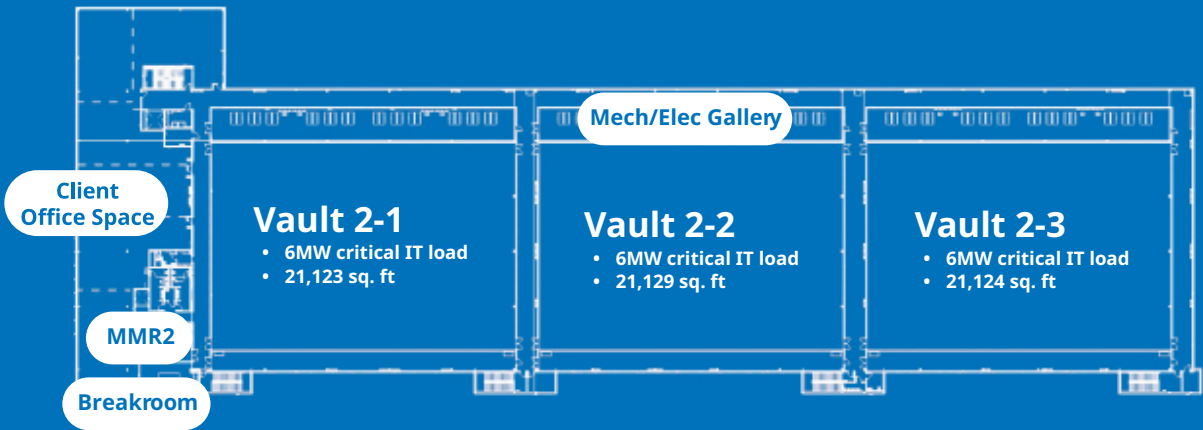 Mech/Elec Gallery
Client
Office Space
Vault 2-1
• 6MW critical IT load
• 21,123 sq. ft
Vault 2-2
• 6MW critical IT load
• 21,129 sq. ft
Vault 2-3
• 6MW critical IT load
• 21,124 sq. ft
MMR2
Breakroom